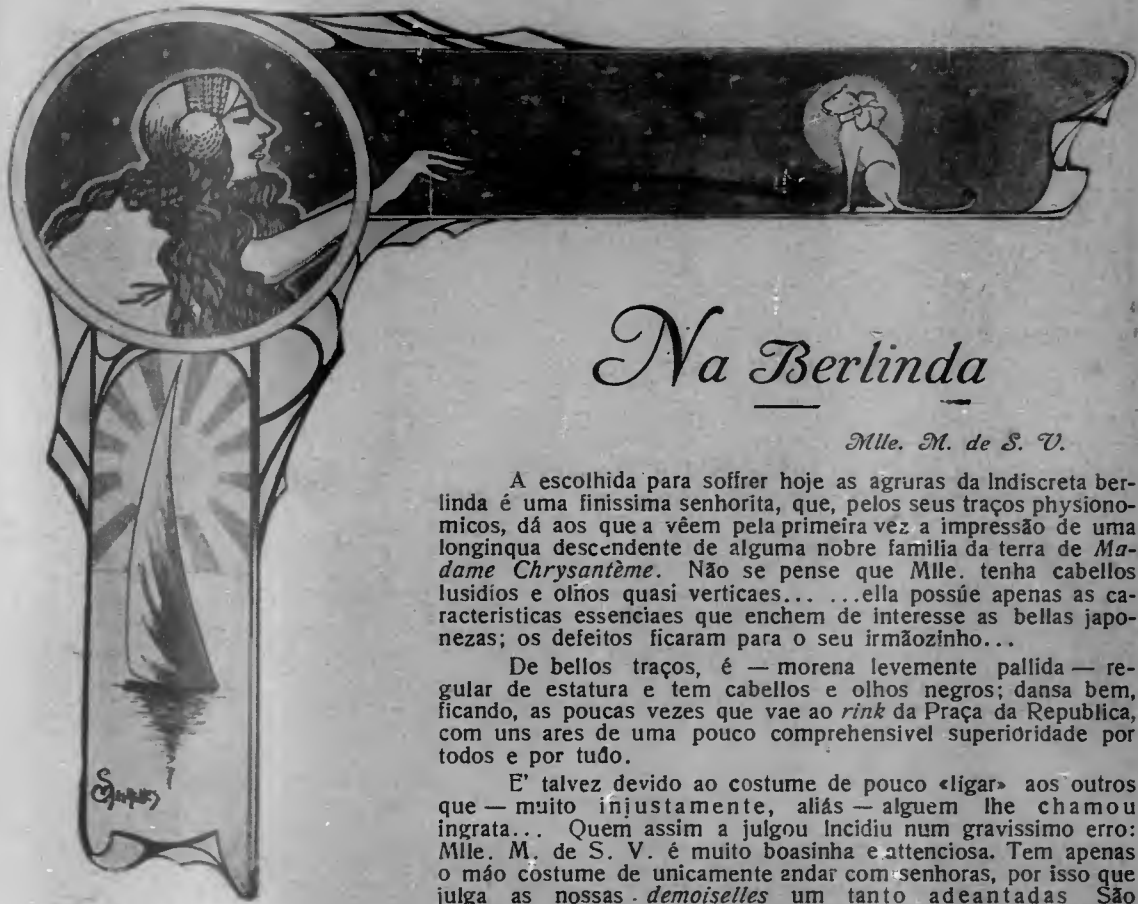 Na Berlinda
Mlle. M. de S. V.
A escolhida para soffrer hoje as agruras da Indiscreta ber-
linda é uma finissima senhorita, que, pelos seus traços physiono-
micos, dá aos que a vêem pela primeira vez a impressão de uma
longinqua descendente de alguma nobre familia da terra de Ma-
dame Chrysantème. Não se pense que Mlle. tenha cabellos
lusidios e olhos quasi verticaes... ...ella possúe apenas as ca-
racteristicas essenciaes que enchem de interesse as bellas japo-
nezas; os defeitos ficaram para o seu irmãozinho...
De bellos traços, é — morena levemente pallida — re-
gular de estatura e tem cabellos e olhos negros; dansa bem,
ficando, as poucas vezes que vae ao rink da Praça da Republica,
com uns ares de uma pouco comprehensivel superioridade por
todos e por tudo.
E' talvez devido ao costume de pouco «ligar» aos outros
que — muito injustamente, aliás — alguem lhe chamou
ingrata... Quem assim a julgou Incidiu num gravissimo erro:
Mlle. M. de S. V. é muito boasinha e attenciosa. Tem apenas
o máo costume de unicamente andar com senhoras, por isso que
julga as nossas demoiselles um tanto adeantadas São